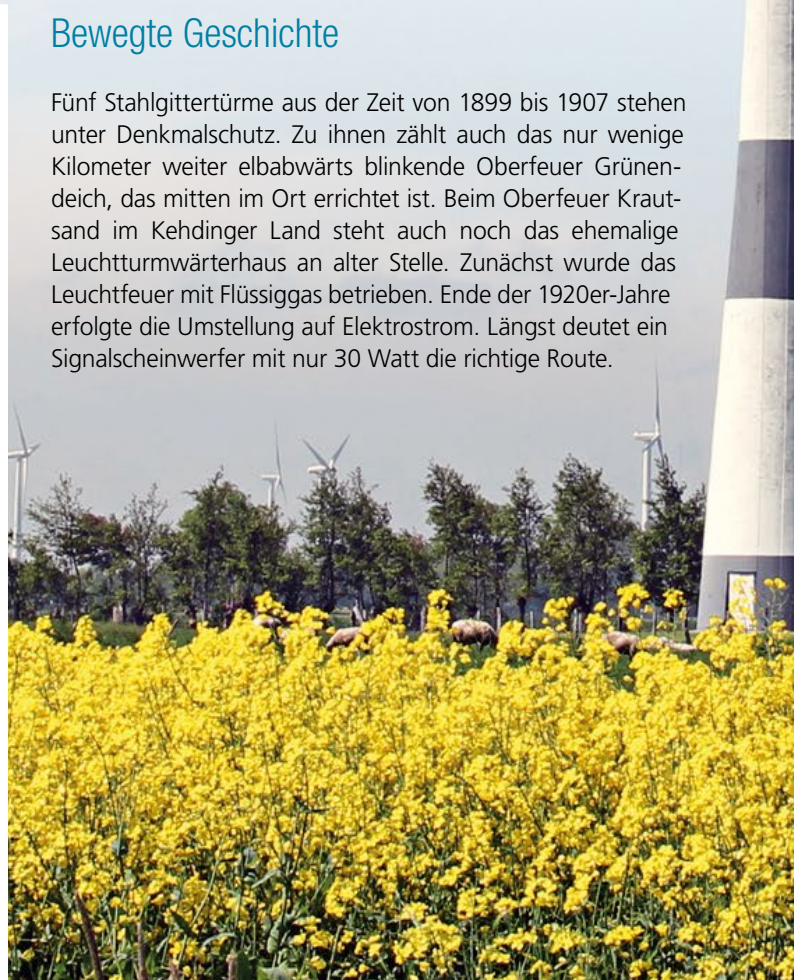 Bewegte Geschichte
Fünf Stahlgittertürme aus der Zeit von 1899 bis 1907 stehen
unter Denkmalschutz. Zu ihnen zählt auch das nur wenige
Kilometer weiter elbabwärts blinkende Oberfeuer Grünen-
deich, das mitten im Ort errichtet ist. Beim Oberfeuer Kraut-
sand im Kehdinger Land steht auch noch das ehemalige
Leuchtturmwärterhaus an alter Stelle. Zunächst wurde das
Leuchtfeuer mit Flüssiggas betrieben. Ende der 1920er-Jahre
erfolgte die Umstellung auf Elektrostrom. Längst deutet ein
Signalscheinwerfer mit nur 30 Watt die richtige Route.